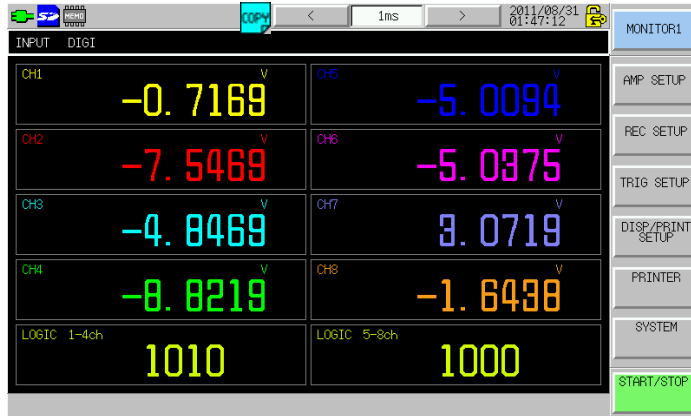 SD MEMO COPY < 1ms > 2011/08/31
01:47:12
MONITOR1
INPUT DIGI
CH1 V
-0.7169
CH5 V
-5.0094
CH2 V
-7.5469
CH6 V
-5.0375
CH3 V
-4.8469
CH7 V
3.0719
CH4 V
-8.8219
CH8 V
-1.6438
LOGIC 1-4ch
1010
LOGIC 5-8ch
1000
AMP SETUP
REC SETUP
TRIG SETUP
DISP/PRINT
SETUP
PRINTER
SYSTEM
START/STOP